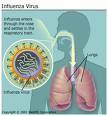 Influenza Virus
Influenza enters
through the nose
and settles in the
respiratory tract
Lungs
Influenza virus